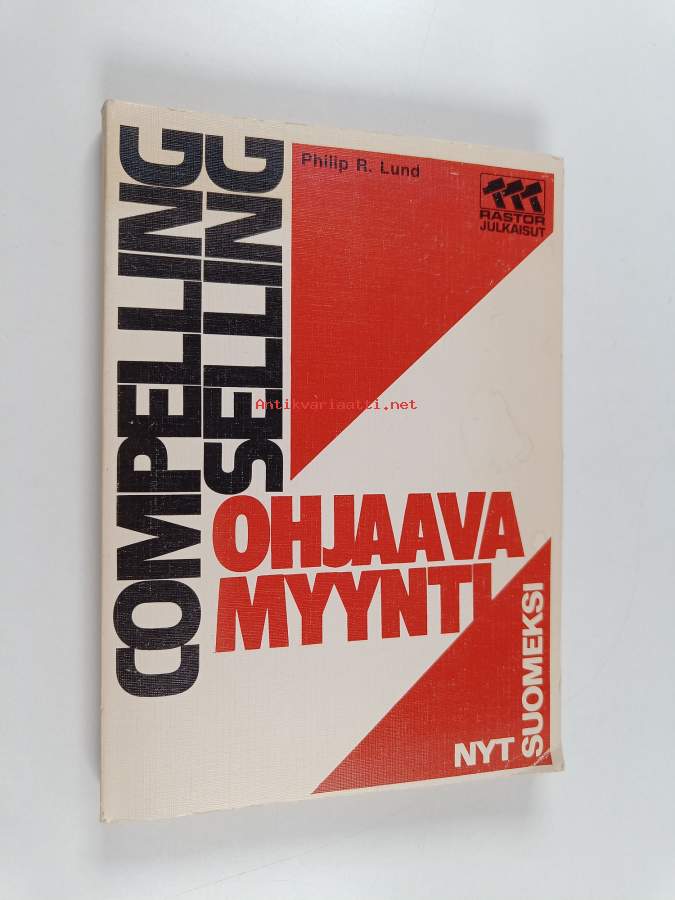 COMPELLING
SELLING
Philip R. Lund
RASTOR
JULKAISUT
Antikvariaatti.net
OHJAAVA
MYYNTI
NYT
SUOMEKSI